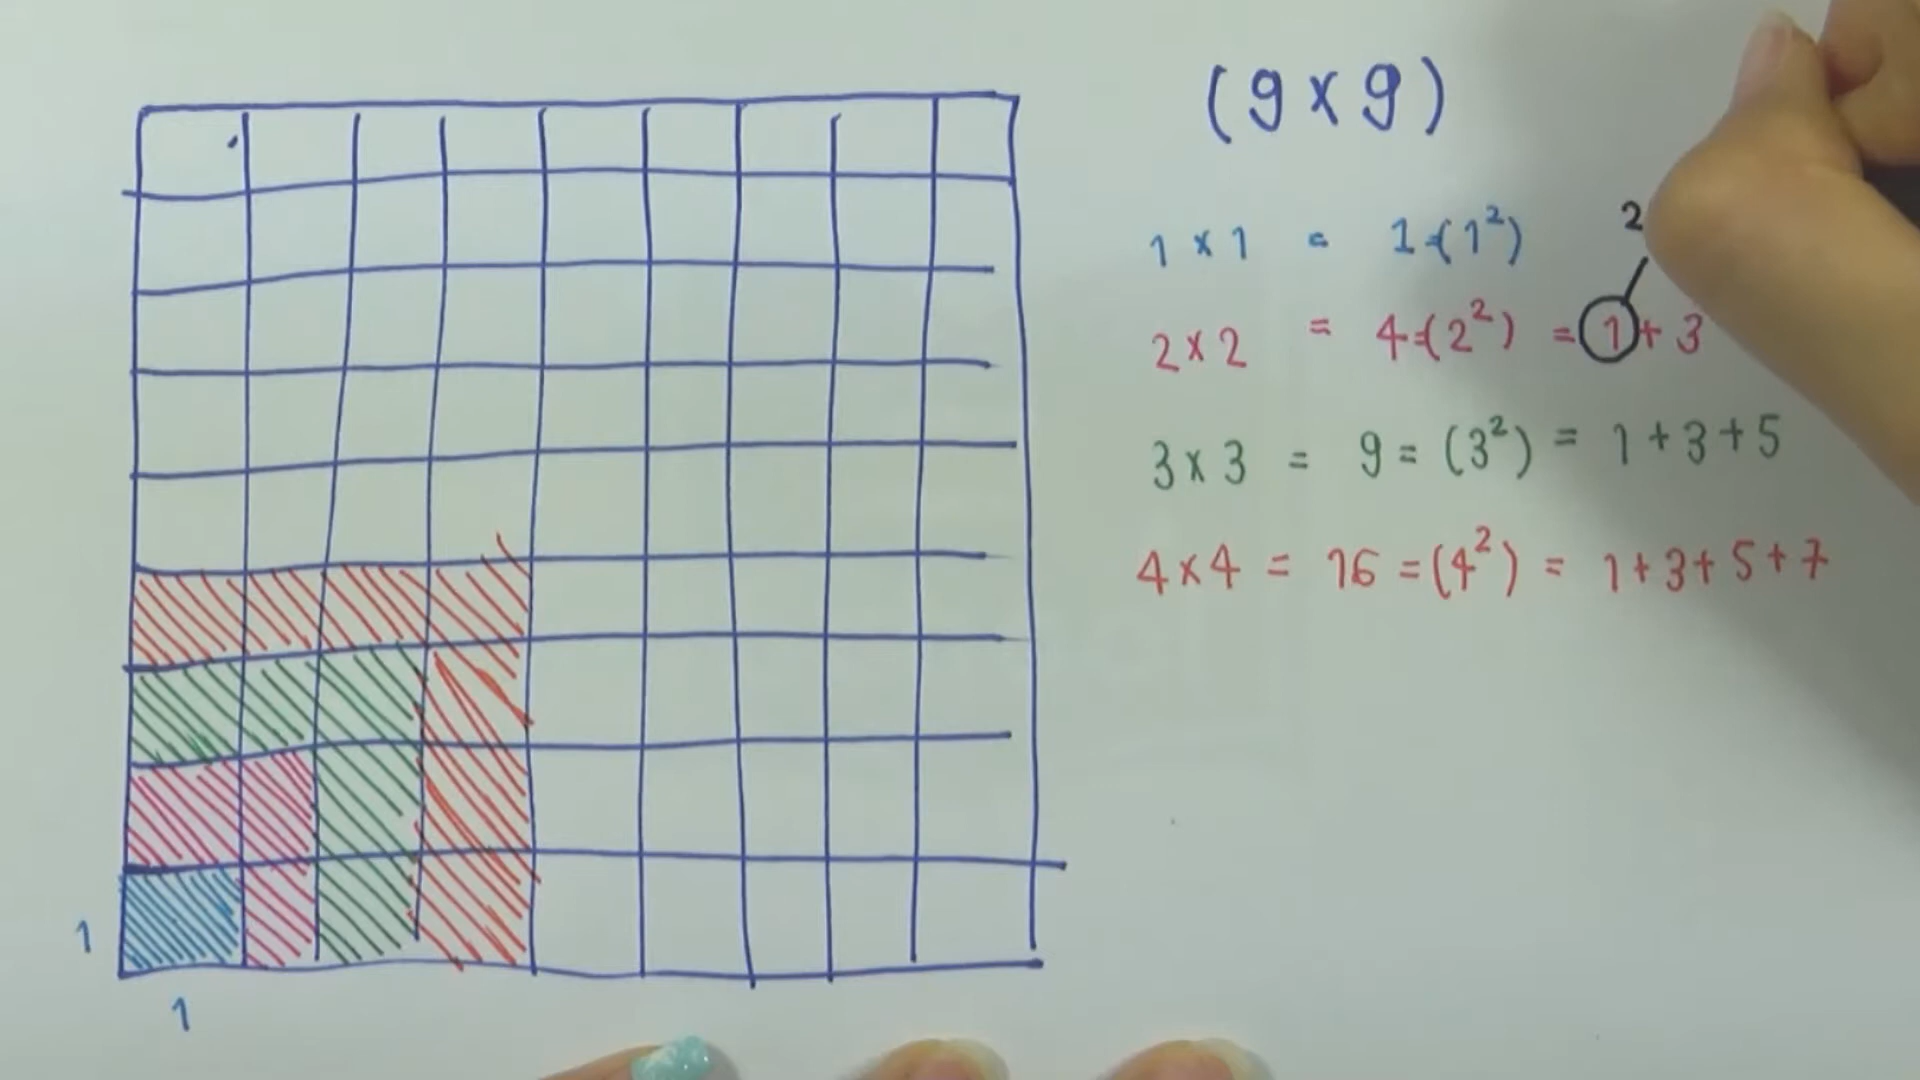 (9 x 9)
1 x 1 = 1=(1²)
2
2 x 2 = 4=(2²) = 1 + 3
3 x 3 = 9 = (3²) = 1 + 3 + 5
4 x 4 = 16 = (4²) = 1 + 3 + 5 + 7
1
1